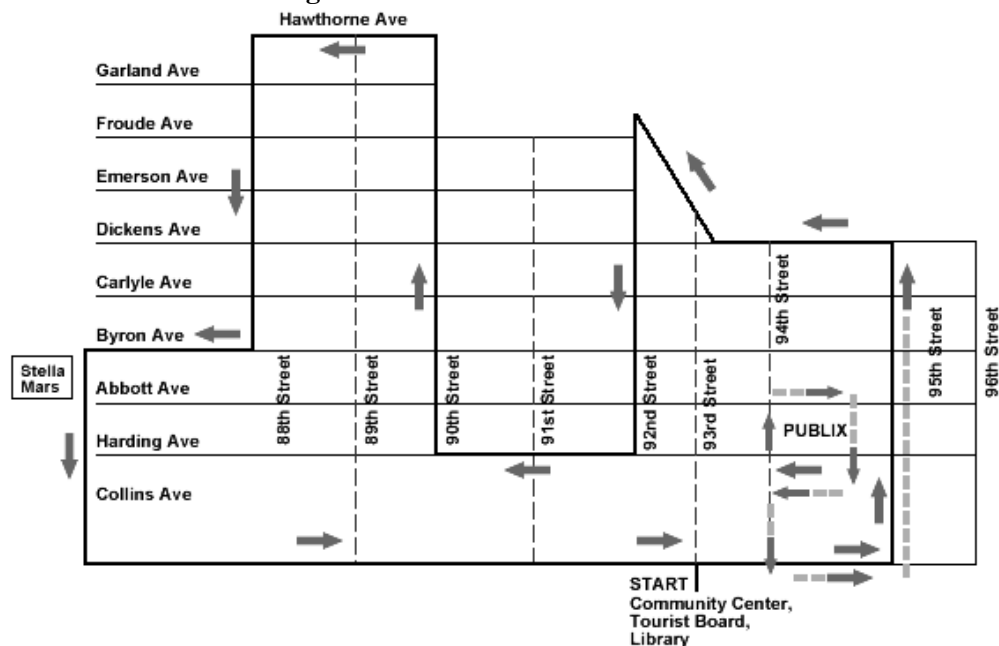 Hawthorne Ave
Garland Ave
Froude Ave
Emerson Ave
Dickens Ave
Carlyle Ave
Byron Ave
Stella
Mars
Abbott Ave
Harding Ave
Collins Ave
88th Street
89th Street
90th Street
91st Street
92nd Street
93rd Street
94th Street
95th Street
96th Street
PUBLIX
START
Community Center,
Tourist Board,
Library